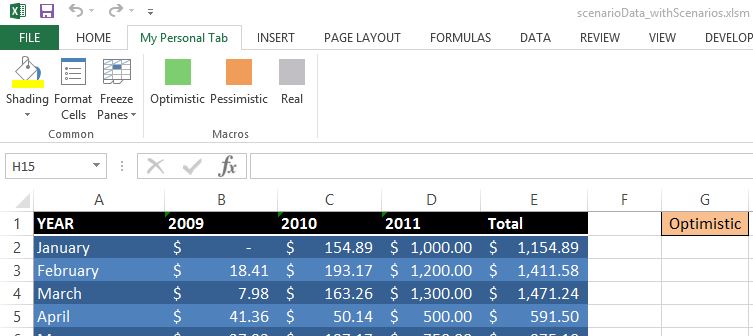 scenarioData_withScenarios.xlsm
FILE HOME My Personal Tab INSERT PAGE LAYOUT FORMULAS DATA REVIEW VIEW DEVELOP
Shading Format Cells Freeze Panes Optimistic Pessimistic Real
Common Macros
H15 fx
A B C D E F G
1 YEAR 2009 2010 2011 Total Optimistic
2 January $ - $ 154.89 $ 1,000.00 $ 1,154.89
3 February $ 18.41 $ 193.17 $ 1,200.00 $ 1,411.58
4 March $ 7.98 $ 163.26 $ 1,300.00 $ 1,471.24
5 April $ 41.36 $ 50.14 $ 500.00 $ 591.50